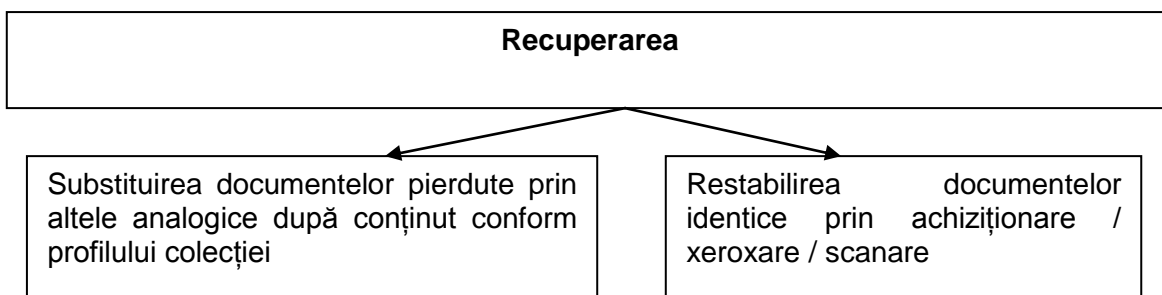 Recuperarea
Substituirea documentelor pierdute prin
altele analogice după conținut conform
profilului colecției
Restabilirea documentelor
identice prin achiziționare /
xeroxare / scanare